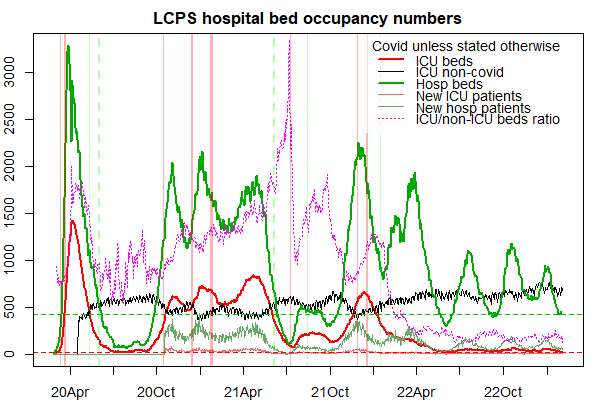 LCPS hospital bed occupancy numbers
Covid unless stated otherwise
ICU beds
ICU non-covid
Hosp beds
New ICU patients
New hosp patients
ICU/non-ICU beds ratio
3000
2500
2000
1500
1000
500
0
20Apr 20Oct 21Apr 21Oct 22Apr 22Oct